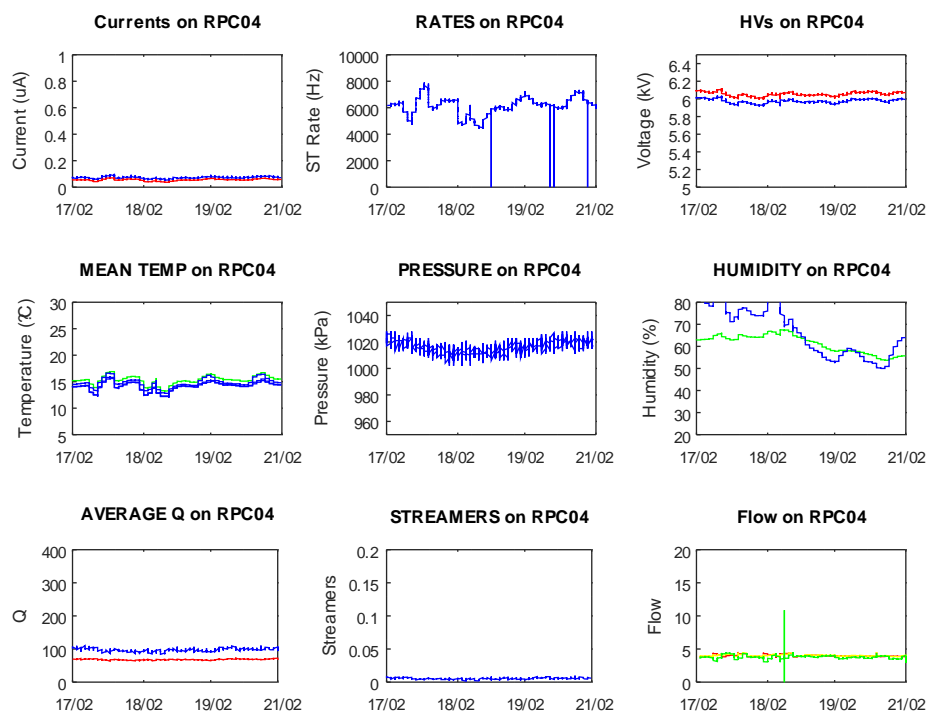 Currents on RPC04
Current (uA)
1
0.8
0.6
0.4
0.2
0
17/02 18/02 19/02 21/02
RATES on RPC04
ST Rate (Hz)
10000
8000
6000
4000
2000
0
17/02 18/02 19/02 21/02
HVs on RPC04
Voltage (kV)
6.4
6.2
6
5.8
5.6
5.4
5.2
5
17/02 18/02 19/02 21/02
MEAN TEMP on RPC04
Temperature (?C)
30
25
20
15
10
5
17/02 18/02 19/02 21/02
PRESSURE on RPC04
Pressure (kPa)
1040
1020
1000
980
960
17/02 18/02 19/02 21/02
HUMIDITY on RPC04
Humidity (%)
80
70
60
50
40
30
20
17/02 18/02 19/02 21/02
AVERAGE Q on RPC04
Q
400
300
200
100
0
17/02 18/02 19/02 21/02
STREAMERS on RPC04
Streamers
0.2
0.15
0.1
0.05
0
17/02 18/02 19/02 21/02
Flow on RPC04
Flow
20
15
10
5
0
17/02 18/02 19/02 21/02